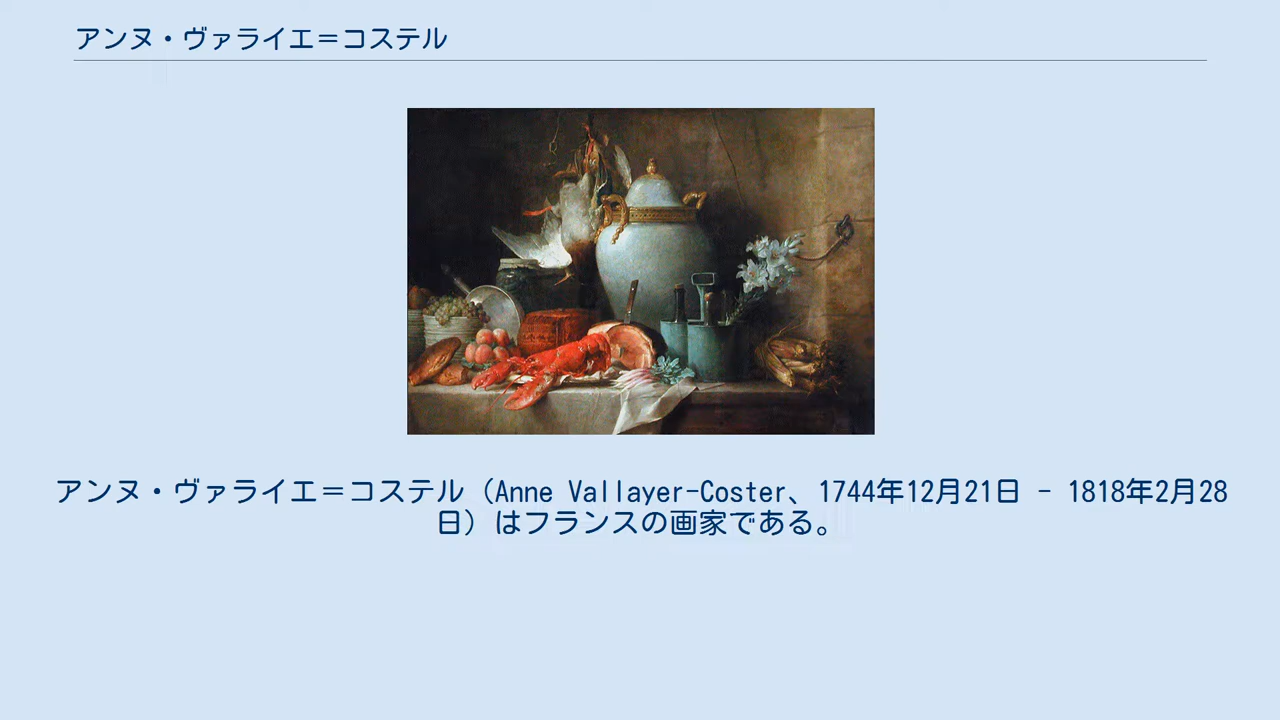 アンヌ・ヴァライエ＝コステル
アンヌ・ヴァライエ＝コステル（Anne Vallayer-Coster、1744年12月21日 - 1818年2月28
日）はフランスの画家である。